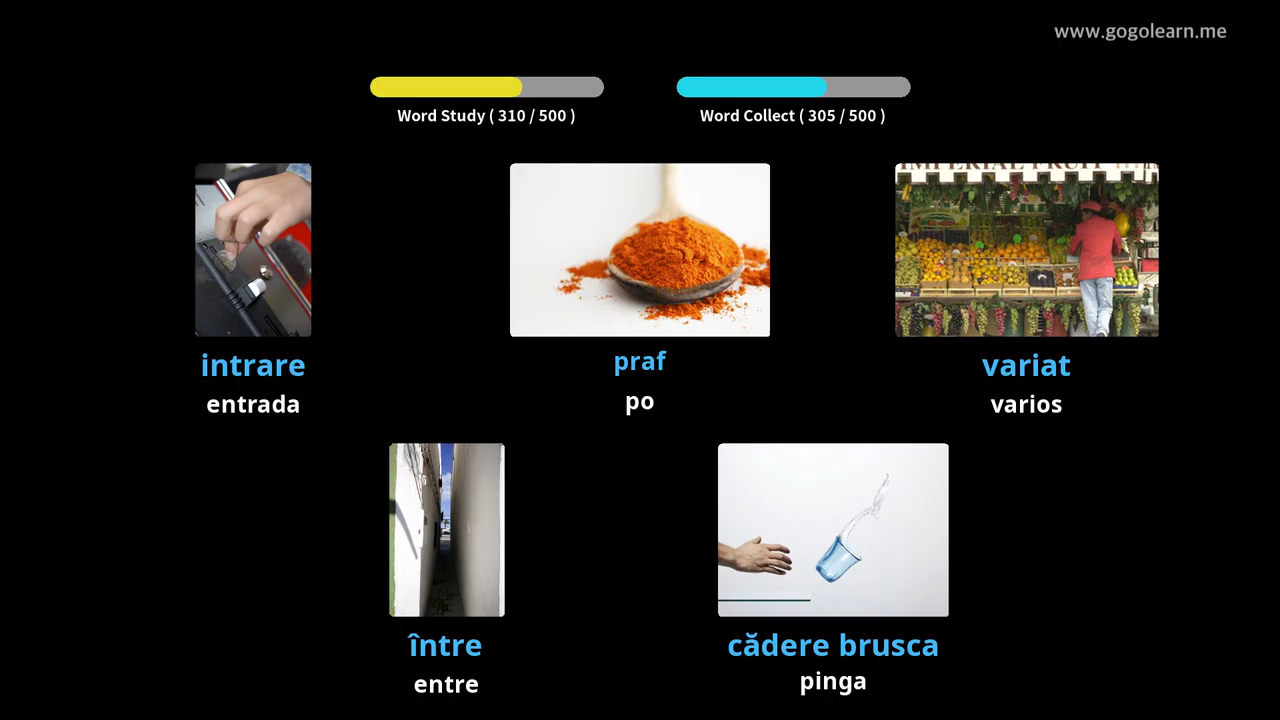 www.gogolearn.me
Word Study ( 310 / 500 )
Word Collect ( 305 / 500 )
intrare
entrada
praf
po
variat
varios
între
entre
cădere brusca
pinga